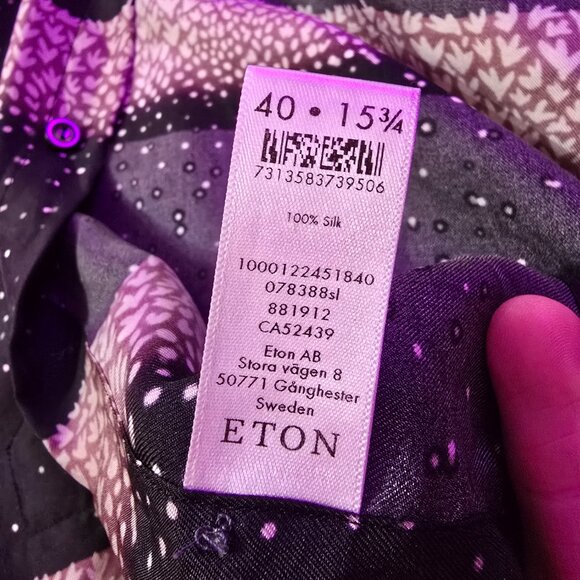 40 • 15¾
7313583739506
100% Silk
1000122451840
078388sl
881912
CA52439
Eton AB
Stora vägen 8
50771 Gånghester
Sweden
ETON